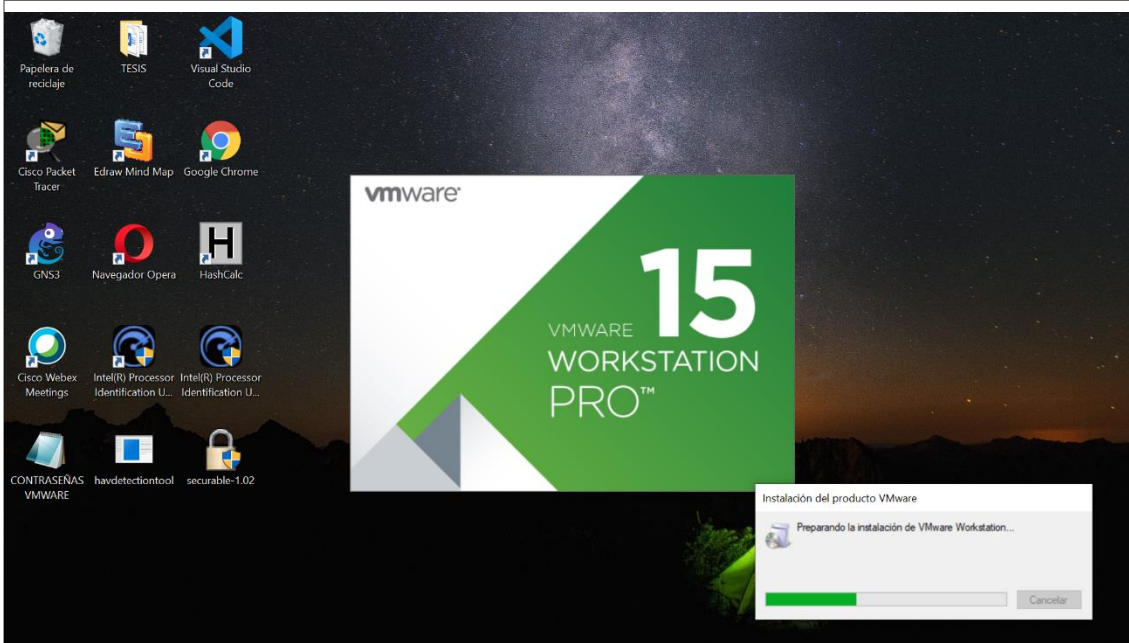 Papelera de
reciclaje
TESIS
Visual Studio
Code
Cisco Packet
Tracer
Edraw Mind Map
Google Chrome
GNS3
Navegador Opera
H
HashCalc
Cisco Webex
Meetings
Intel(R) Processor
Identification U...
Intel(R) Processor
Identification U...
CONTRASEÑAS
VMWARE
havdetectiontool
securable-1.02
vmware®
15
VMWARE
WORKSTATION
PRO™
Instalación del producto VMware
Preparando la instalación de VMware Workstation...
Cancelar